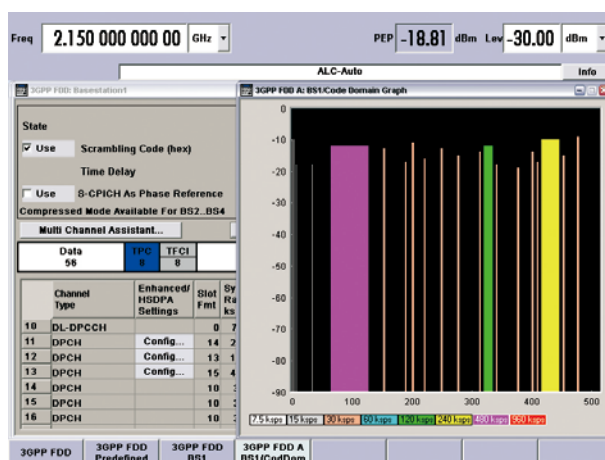 Freq 2.150 000 000 00 GHz PEP -18.81 dBm Lev -30.00 dBm
ALC-Auto Info
3GPP FDD: Basestation1
State
Use Scrambling Code (hex)
Time Delay
Use S-CPICH As Phase Reference
Compressed Mode Available For BS2..BS4
Multi Channel Assistant...
Data TPC TFCI
56 8 8
Channel Type Enhanced/ HSDPA Settings Slot Fmt
10 DL-DPCCH 0 7
11 DPCH Config... 14 2
12 DPCH Config... 13 1
13 DPCH Config... 15 4
14 DPCH 10
15 DPCH 10
16 DPCH 10
3GPP FDD A: BS1/Code Domain Graph
0
-10
-20
-30
-40
-50
-60
-70
-80
-90
0 100 200 300 400 500
7.5 ksps 15 ksps 30 ksps 60 ksps 120 ksps 240 ksps 480 ksps 960 ksps
3GPP FDD
3GPP FDD Predefined
3GPP FDD BS1
3GPP FDD A BS1/CodDom